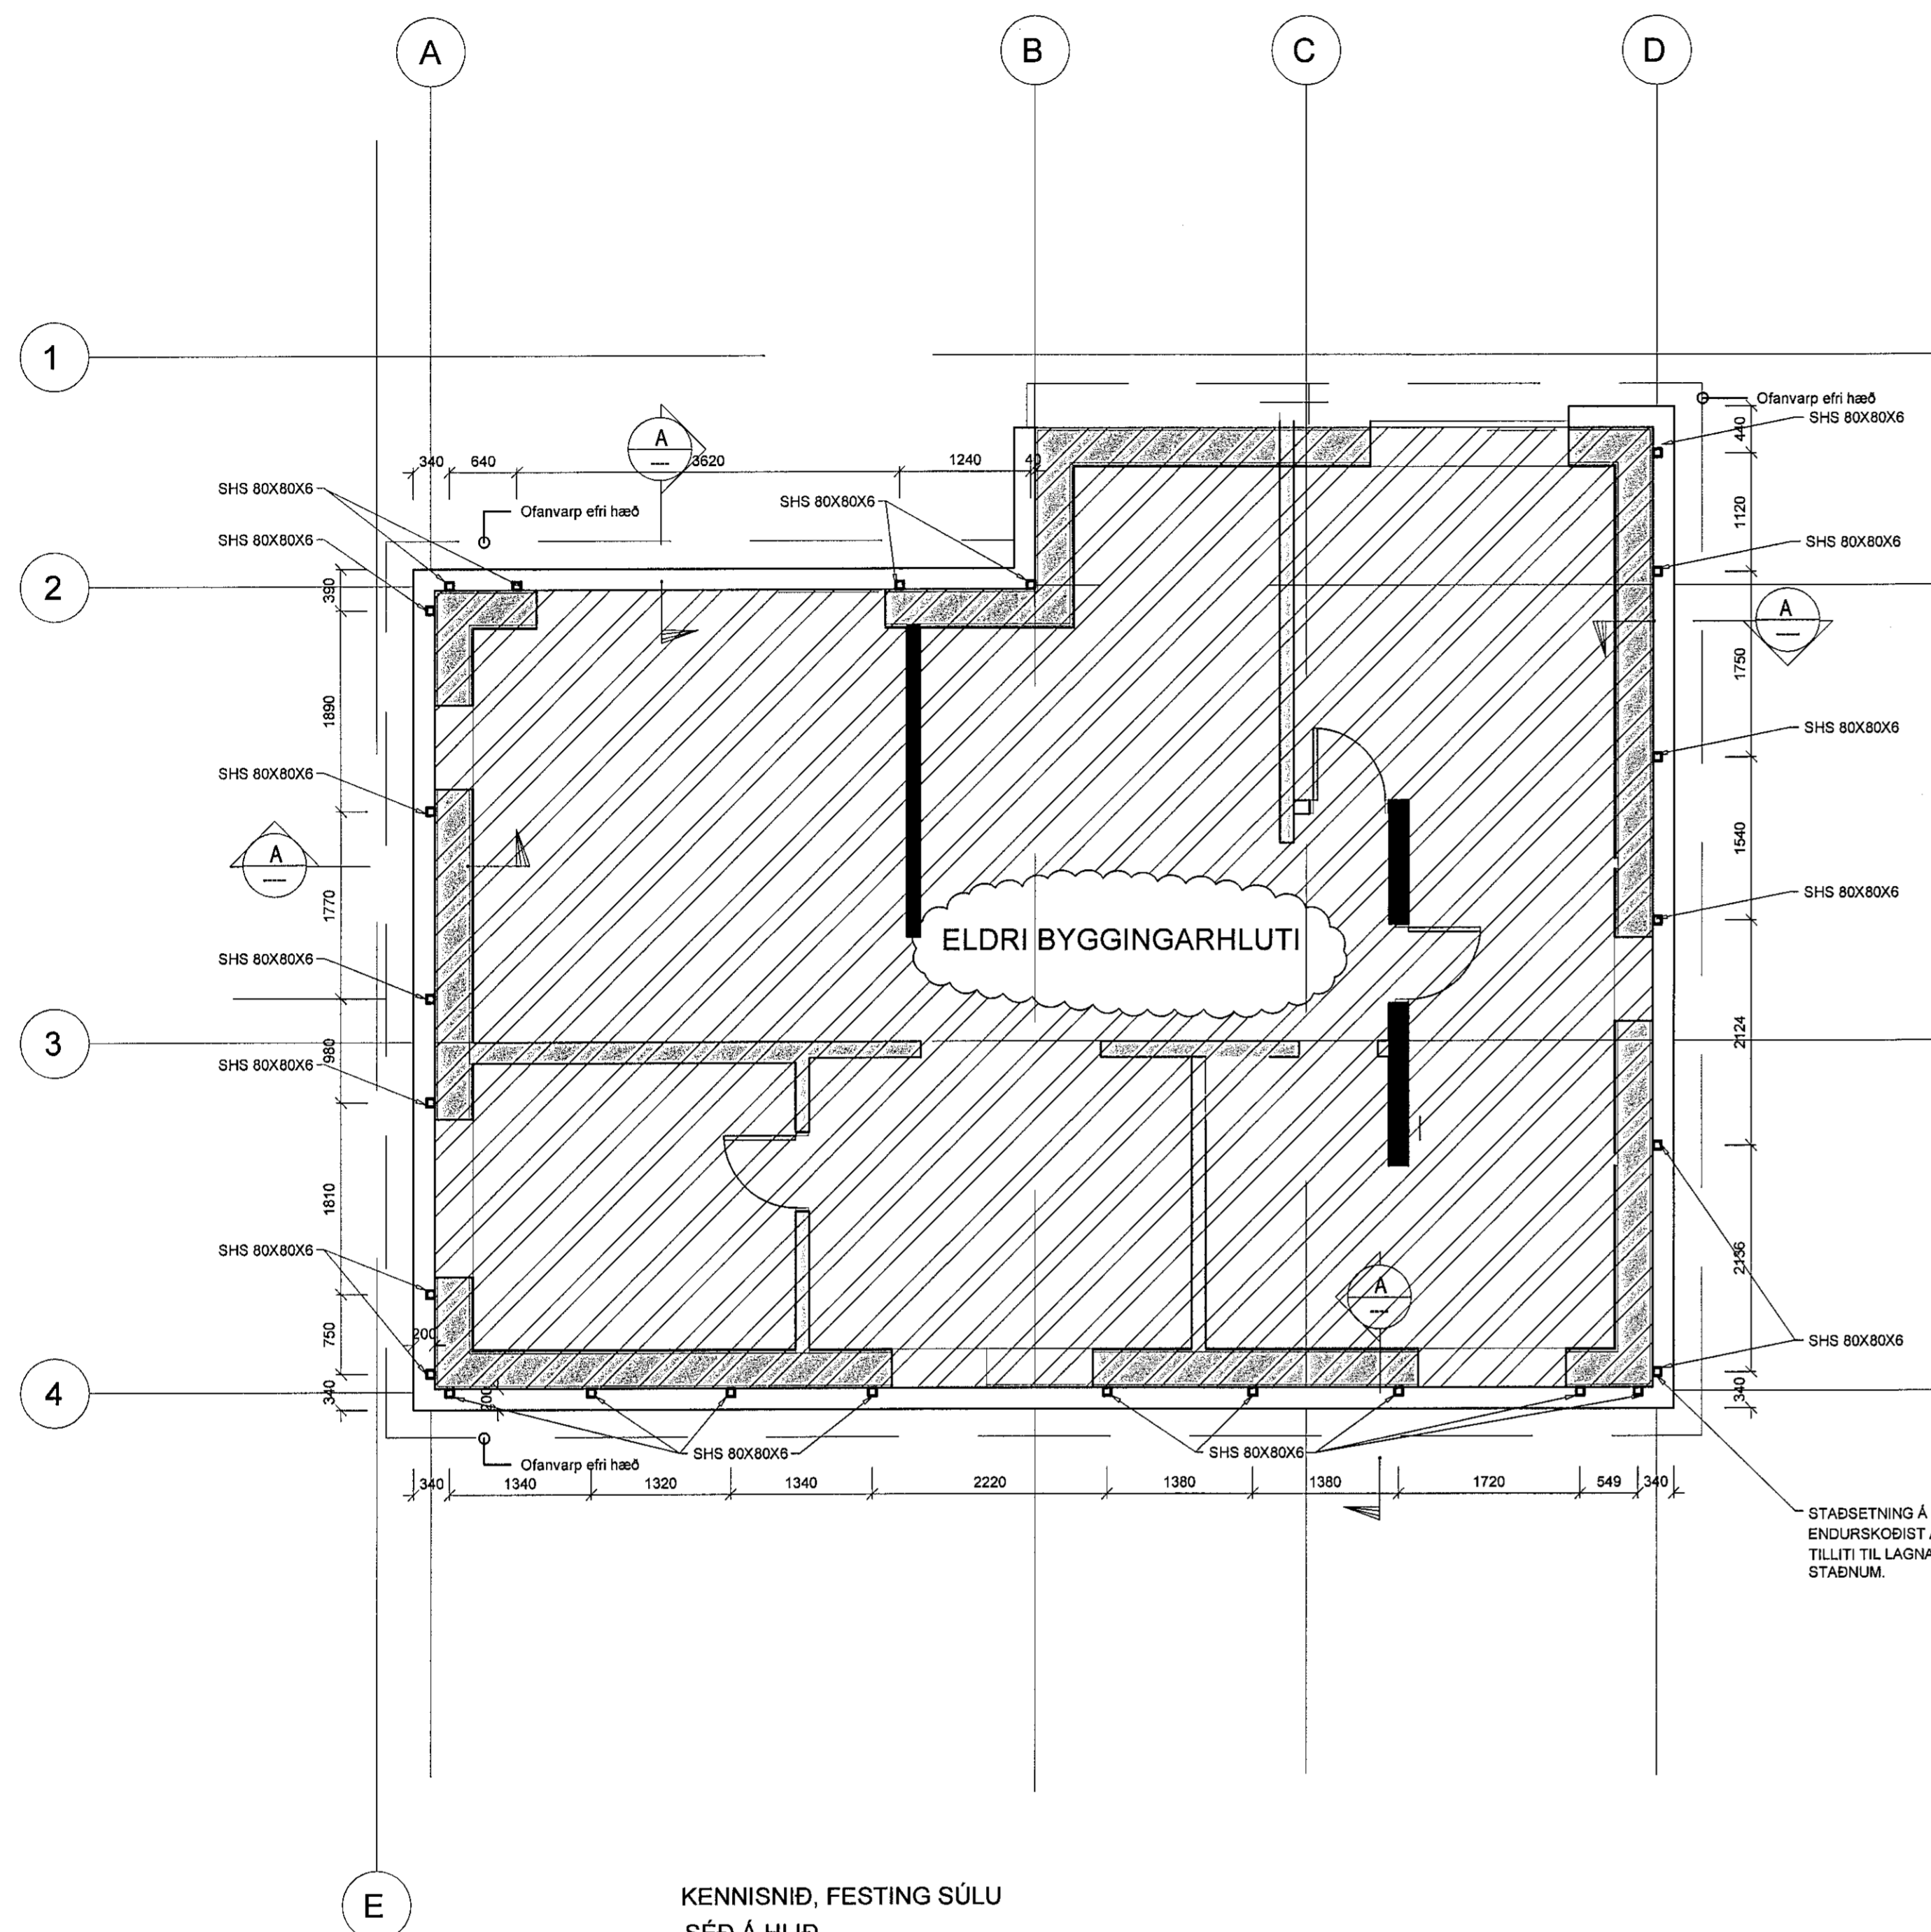 A
B
C
D
1
Ofanvarp efri hæð
SHS 80X80X6
440
A
340
640
3620
1240
40
SHS 80X80X6
SHS 80X80X6
Ofanvarp efri hæð
1120
SHS 80X80X6
SHS 80X80X6
2
390
A
1750
1890
SHS 80X80X6
SHS 80X80X6
1540
A
1770
SHS 80X80X6
ELDRI BYGGINGARHLUTI
SHS 80X80X6
3
980
SHS 80X80X6
2124
1810
SHS 80X80X6
2136
A
750
200
SHS 80X80X6
4
340
200
340
SHS 80X80X6
SHS 80X80X6
Ofanvarp efri hæð
340
1340
1320
1340
2220
1380
1380
1720
549
340
STAÐSETNING Á
ENDURSKOÐIST
TILLITI TIL LAGNA
STAÐNUM.
E
KENNISNIÐ, FESTING SÚLU
SÉÐ Á HLIÐ